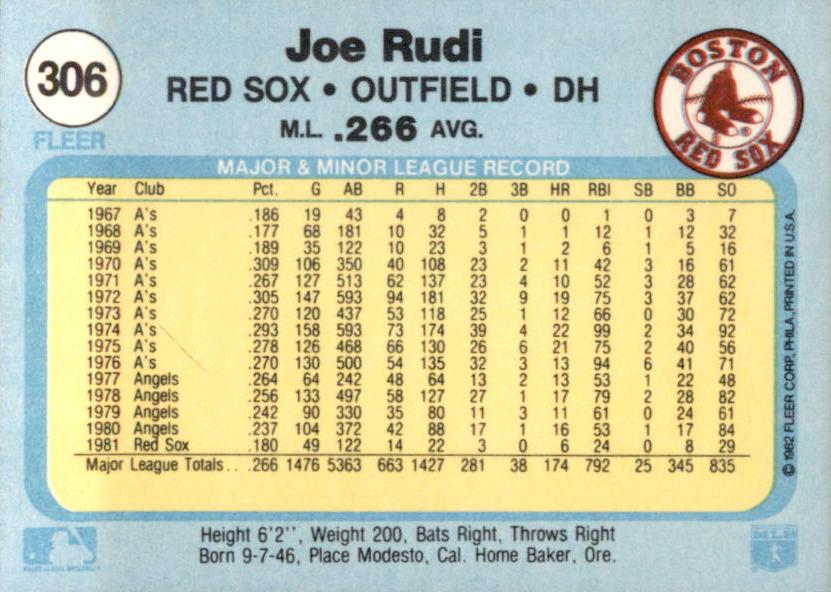 306
FLEER
Joe Rudi
RED SOX • OUTFIELD • DH
M.L. .266 AVG.
BOSTON
RED SOX
®
MAJOR & MINOR LEAGUE RECORD
Year Club Pct. G AB R H 2B 3B HR RBI SB BB SO
1967 A's .186 19 43 4 8 2 0 0 1 0 3 7
1968 A's .177 68 181 10 32 5 1 1 12 1 12 32
1969 A's .189 35 122 10 23 3 1 2 6 1 5 16
1970 A's .309 106 350 40 108 23 2 11 42 3 16 61
1971 A's .267 127 513 62 137 23 4 10 52 3 28 62
1972 A's .305 147 593 94 181 32 9 19 75 3 37 62
1973 A's .270 120 437 53 118 25 1 12 66 0 30 72
1974 A's .293 158 593 73 174 39 4 22 99 2 34 92
1975 A's .278 126 468 66 130 26 6 21 75 2 40 56
1976 A's .270 130 500 54 135 32 3 13 94 6 41 71
1977 Angels .264 64 242 48 64 13 2 13 53 1 22 48
1978 Angels .256 133 497 58 127 27 1 17 79 2 28 82
1979 Angels .242 90 330 35 80 11 3 11 61 0 24 61
1980 Angels .237 104 372 42 88 17 1 16 53 1 17 84
1981 Red Sox .180 49 122 14 22 3 0 6 24 0 8 29
Major League Totals... .266 1476 5363 663 1427 281 38 174 792 25 345 835
Height 6'2'', Weight 200, Bats Right, Throws Right
Born 9-7-46, Place Modesto, Cal. Home Baker, Ore.
© 1982 FLEER CORP. PHILA. PRINTED IN U.S.A.